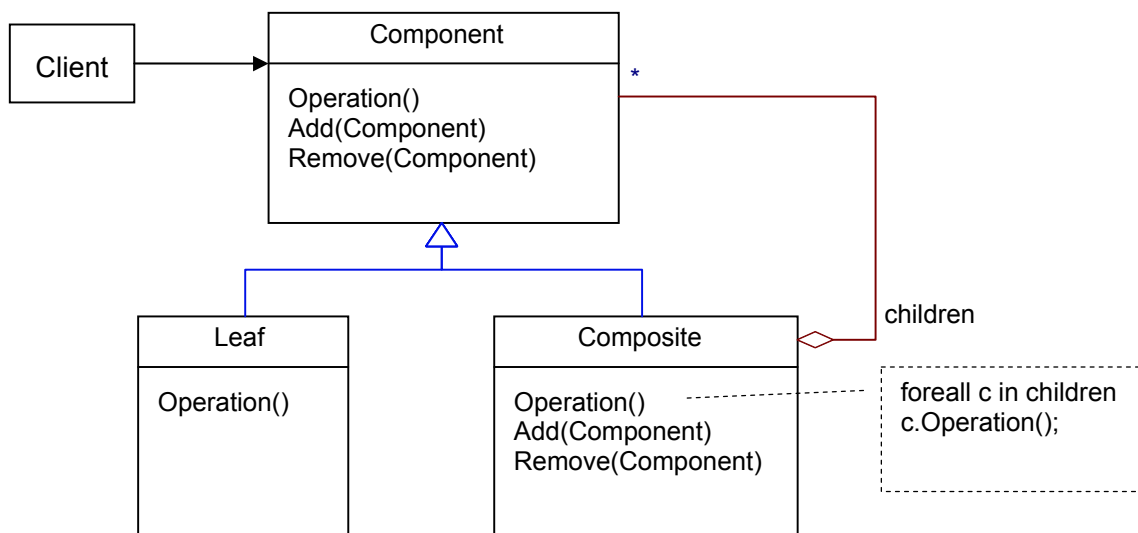 Client
Component
Operation()
Add(Component)
Remove(Component)
*
children
Leaf
Operation()
Composite
Operation()
Add(Component)
Remove(Component)
foreall c in children
c.Operation();